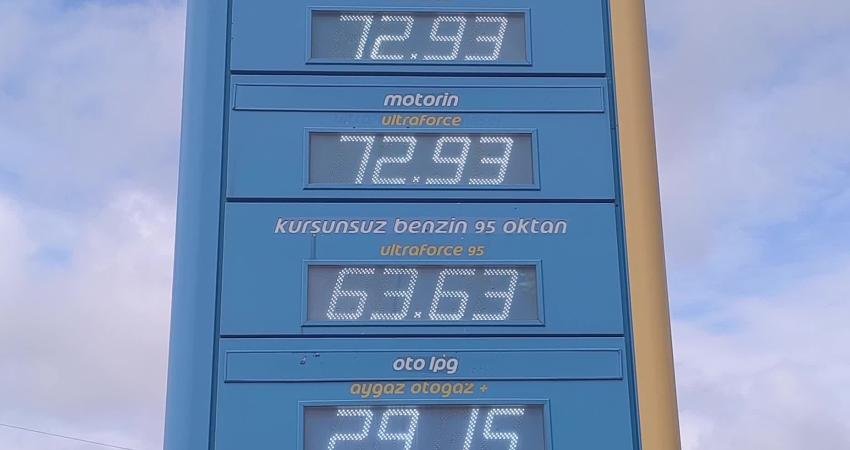 72.93
motorin
ultraforce
72.93
kurşunsuz benzin 95 oktan
ultraforce 95
63.63
oto lpg
aygaz otogaz +
29.15